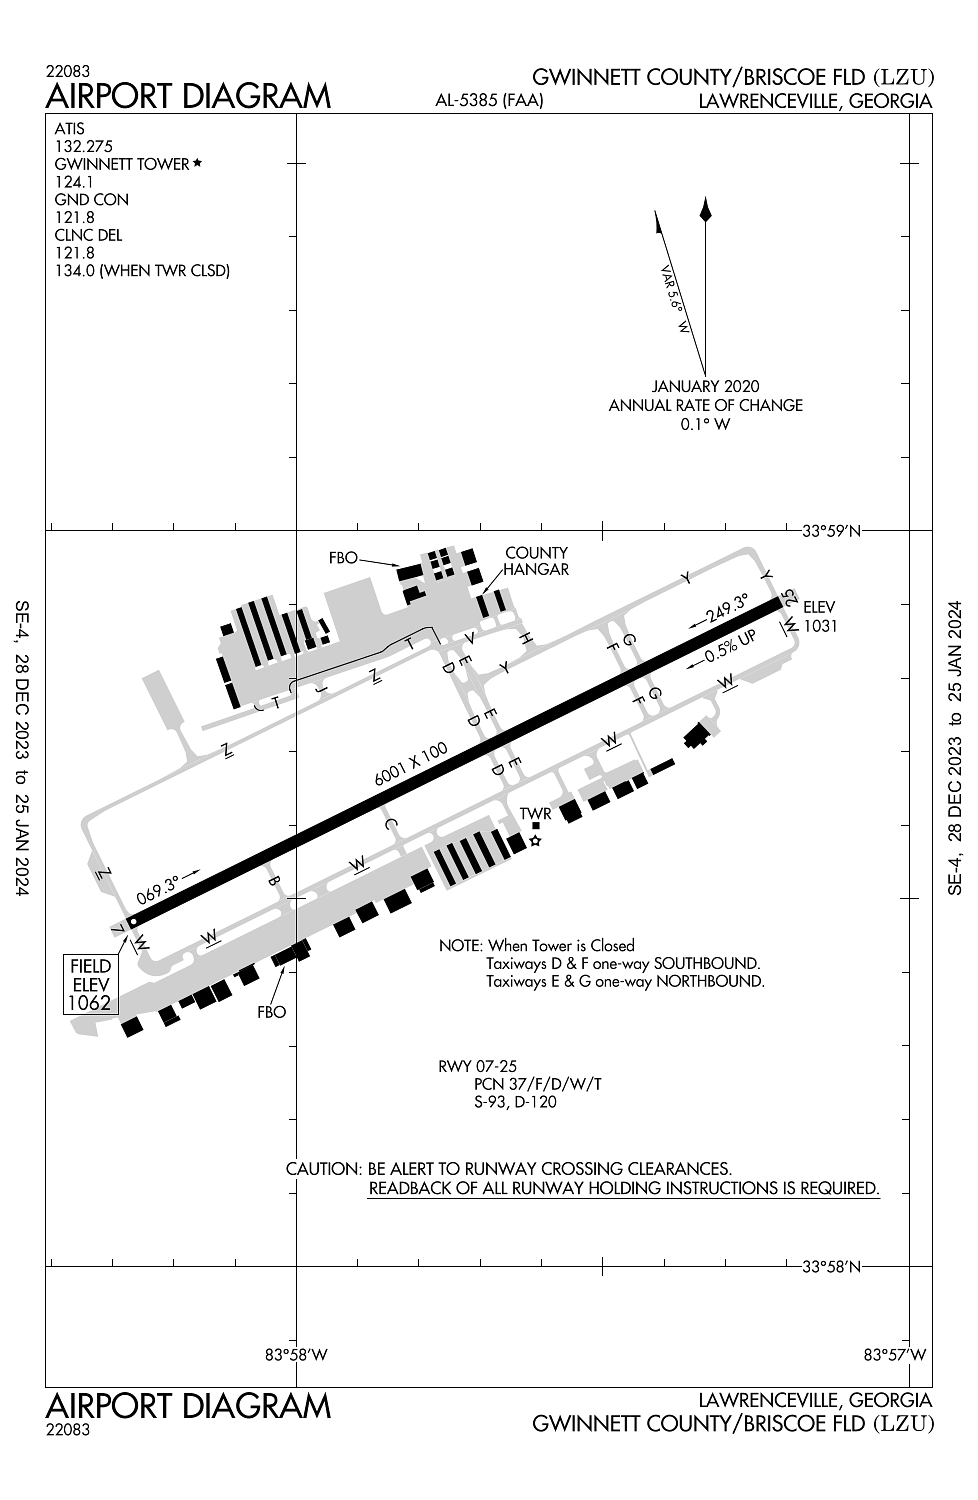 22083
AIRPORT DIAGRAM
AL-5385 (FAA)
GWINNETT COUNTY/BRISCOE FLD (LZU)
LAWRENCEVILLE, GEORGIA
ATIS
132.275
GWINNETT TOWER★
124.1
GND CON
121.8
CLNC DEL
121.8
134.0 (WHEN TWR CLSD)
VAR 5.6° W
JANUARY 2020
ANNUAL RATE OF CHANGE
0.1° W
33°59'N
FBO
COUNTY
HANGAR
Y
Y
25
ELEV
1031
W
249.3°
0.5% UP
H
V
T
E
D
Y
G
F
G
F
W
Z
J
T
Z
E
D
E
D
W
6001 X 100
TWR
C
W
B
Z
069.3°
7
W
W
FIELD
ELEV
1062
FBO
NOTE: When Tower is Closed
Taxiways D & F one-way SOUTHBOUND.
Taxiways E & G one-way NORTHBOUND.
RWY 07-25
PCN 37/F/D/W/T
S-93, D-120
CAUTION: BE ALERT TO RUNWAY CROSSING CLEARANCES.
READBACK OF ALL RUNWAY HOLDING INSTRUCTIONS IS REQUIRED.
33°58'N
83°58'W
83°57'W
SE-4, 28 DEC 2023 to 25 JAN 2024
SE-4, 28 DEC 2023 to 25 JAN 2024
AIRPORT DIAGRAM
22083
LAWRENCEVILLE, GEORGIA
GWINNETT COUNTY/BRISCOE FLD (LZU)